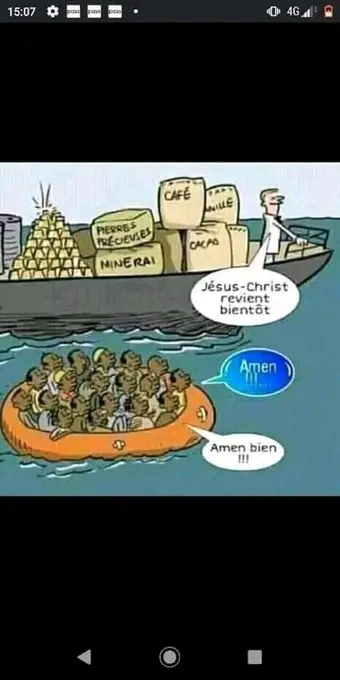 15:07
4G
CAFÉ
PIERRES
PRÉCIEUSES
MINERAI
CACAO
Jésus-Christ
revient
bientôt
Amen
!!!
Amen bien
!!!